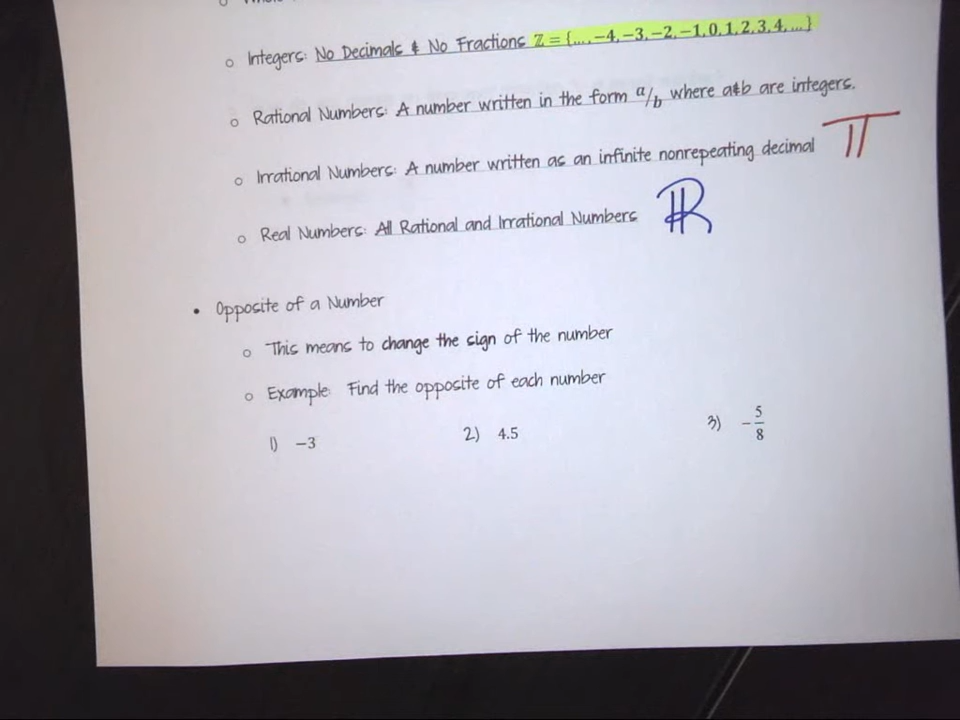 ○ Integers: No Decimals & No Fractions ℤ = {…, −4, −3, −2, −1, 0, 1, 2, 3, 4, …}
○ Rational Numbers: A number written in the form a/b where a&b are integers.
○ Irrational Numbers: A number written as an infinite nonrepeating decimal π
○ Real Numbers: All Rational and Irrational Numbers ℝ
• Opposite of a Number
○ This means to change the sign of the number
○ Example: Find the opposite of each number
1) −3 2) 4.5 3) −5/8